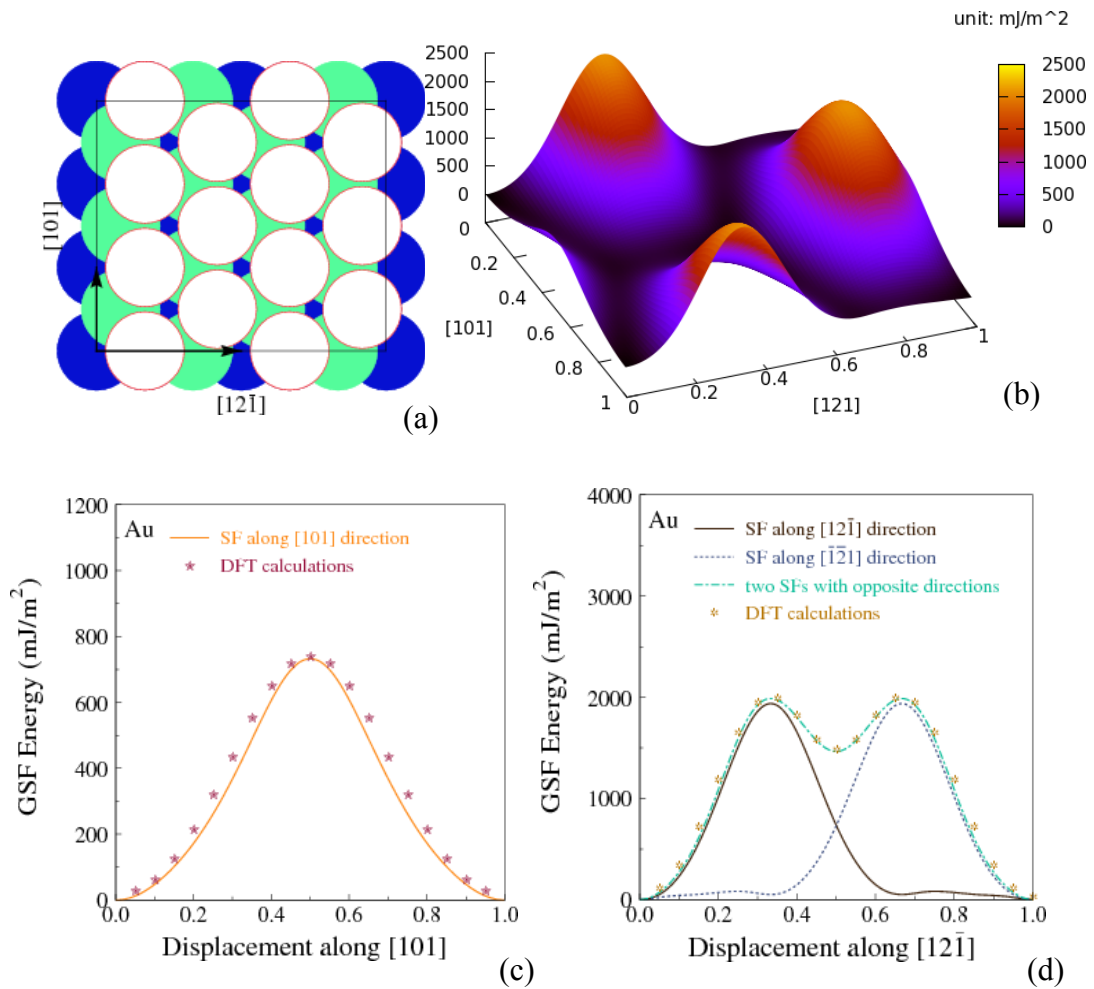 unit: mJ/m^2
[101]
[121̄]
(a)
2500
2000
1500
1000
500
0
0
0.2
0.4
0.6
0.8
1
[101]
0
0.2
0.4
0.6
0.8
1
[121]
2500
2000
1500
1000
500
0
(b)
Au
SF along [101] direction
DFT calculations
1200
1000
800
600
400
200
0
GSF Energy (mJ/m²)
0.0 0.2 0.4 0.6 0.8 1.0
Displacement along [101]
(c)
Au
SF along [121̄] direction
SF along [1̄2̄1] direction
two SFs with opposite directions
DFT calculations
4000
3000
2000
1000
0
GSF Energy (mJ/m²)
0.0 0.2 0.4 0.6 0.8 1.0
Displacement along [121̄]
(d)